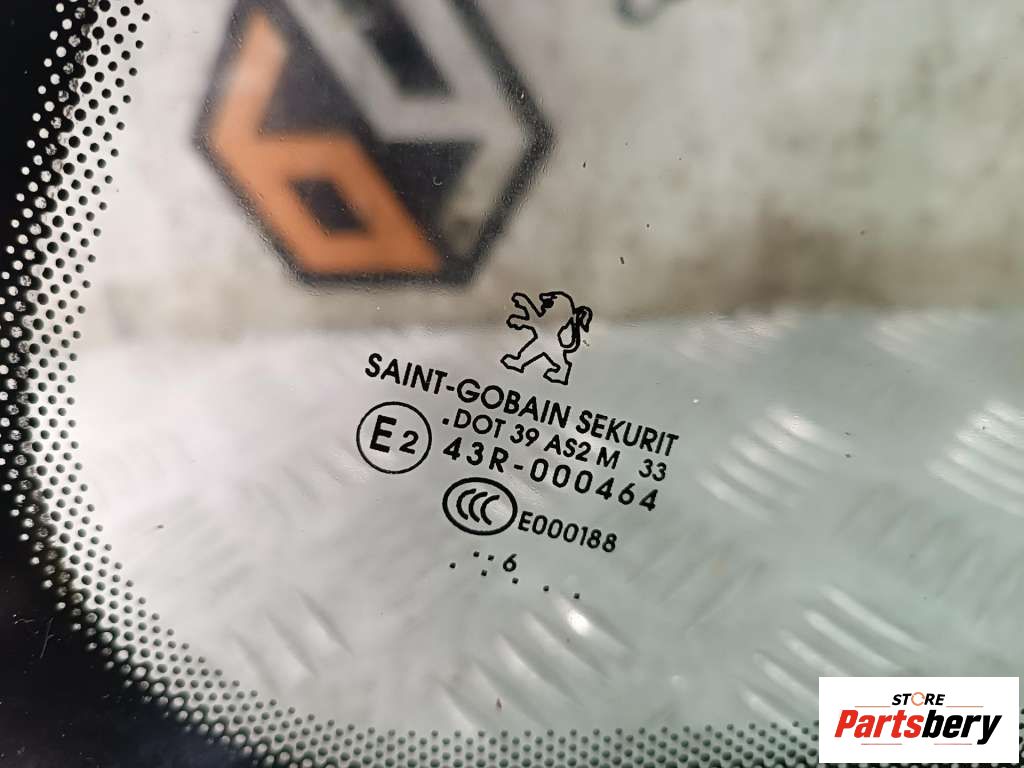 SAINT-GOBAIN SEKURIT
.DOT 39 AS2 M 33
E2 43R-000464
CCC E000188
..6
. . . . .
STORE
Partsbery